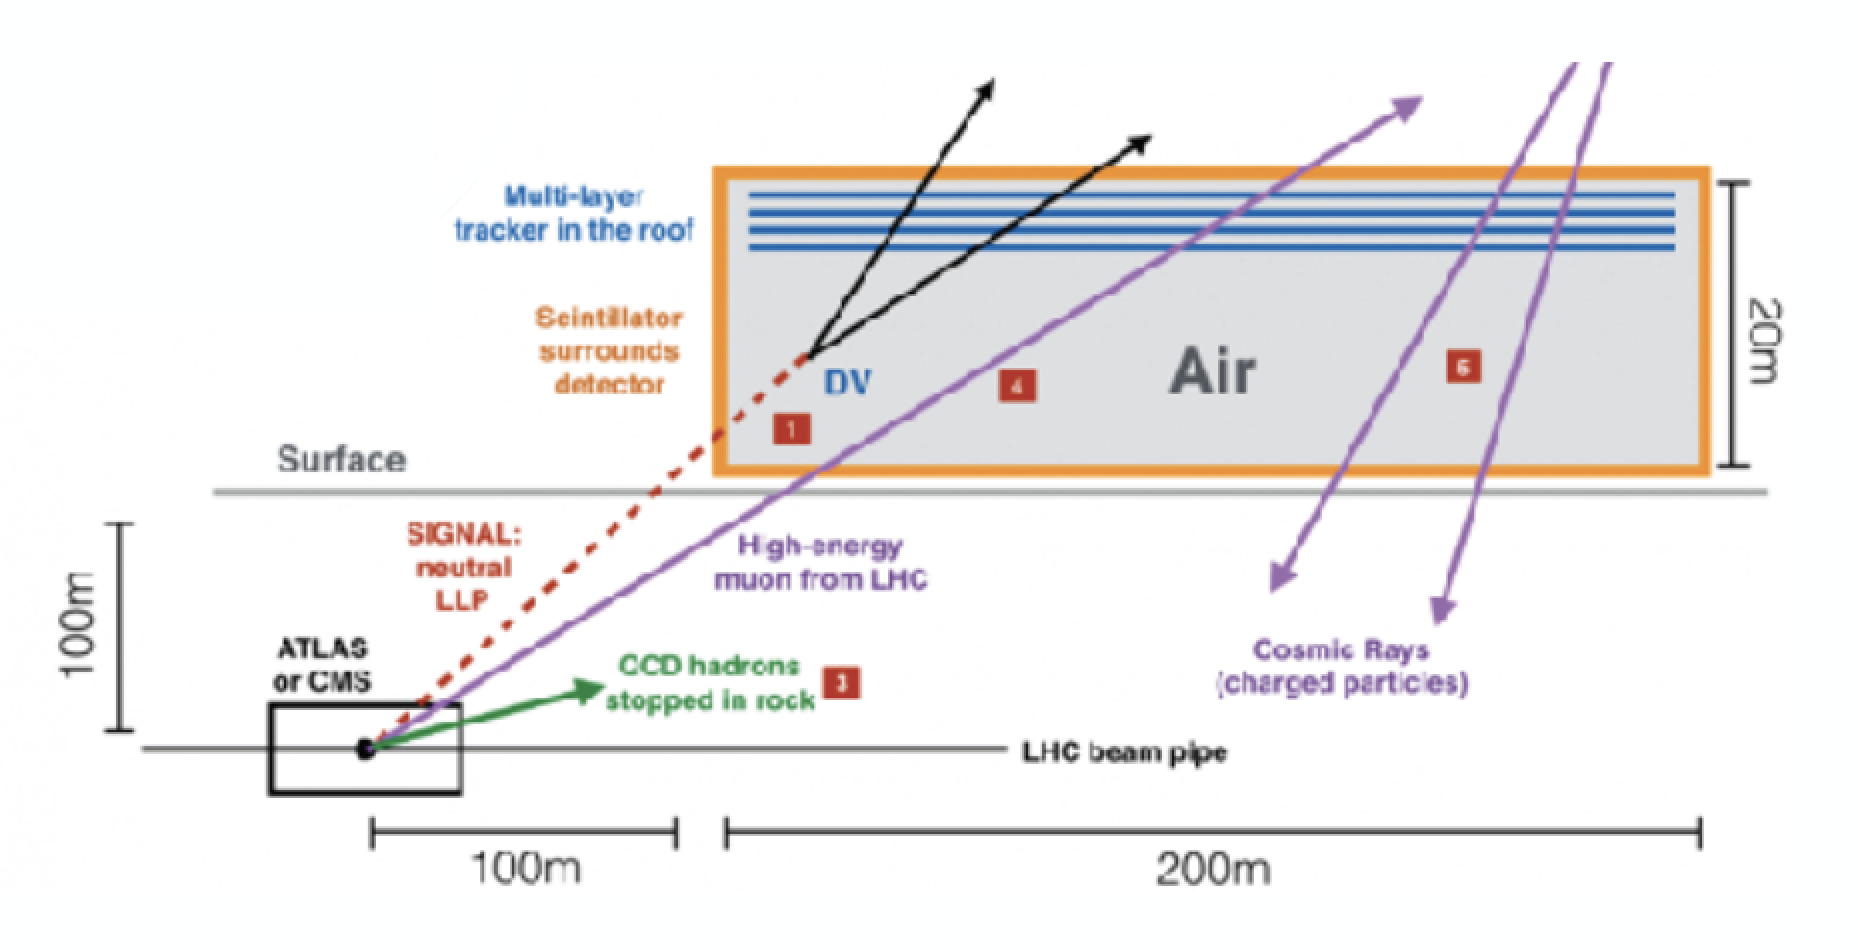 Multi-layer
tracker in the roof
Scintillator
surrounds
detector
DV
1
4
Air
20m
Surface
SIGNAL:
neutral
LLP
High-energy
muon from LHC
100m
ATLAS
or CMS
QCD hadrons
stopped in rock
3
Cosmic Rays
(charged particles)
LHC beam pipe
100m
200m